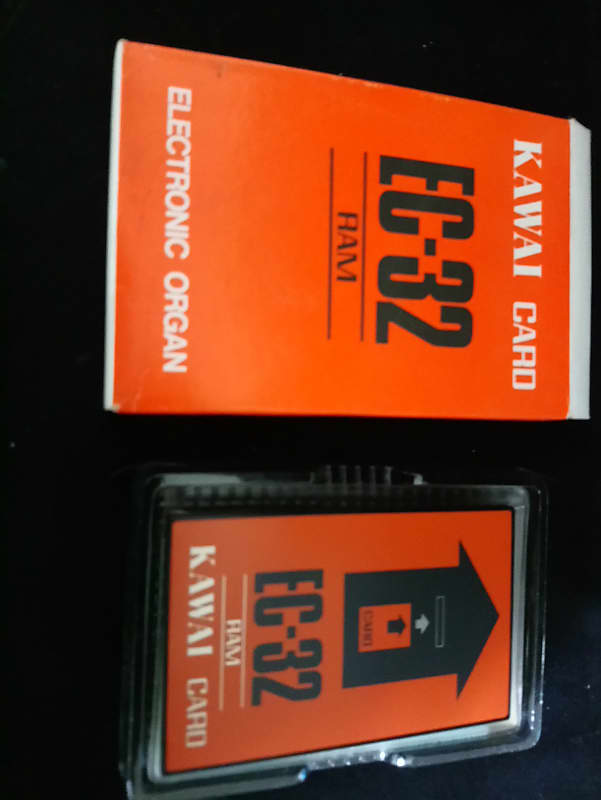 KAWAI CARD
EC-32
RAM
ELECTRONIC ORGAN
CARD
EC-32
RAM
KAWAI CARD